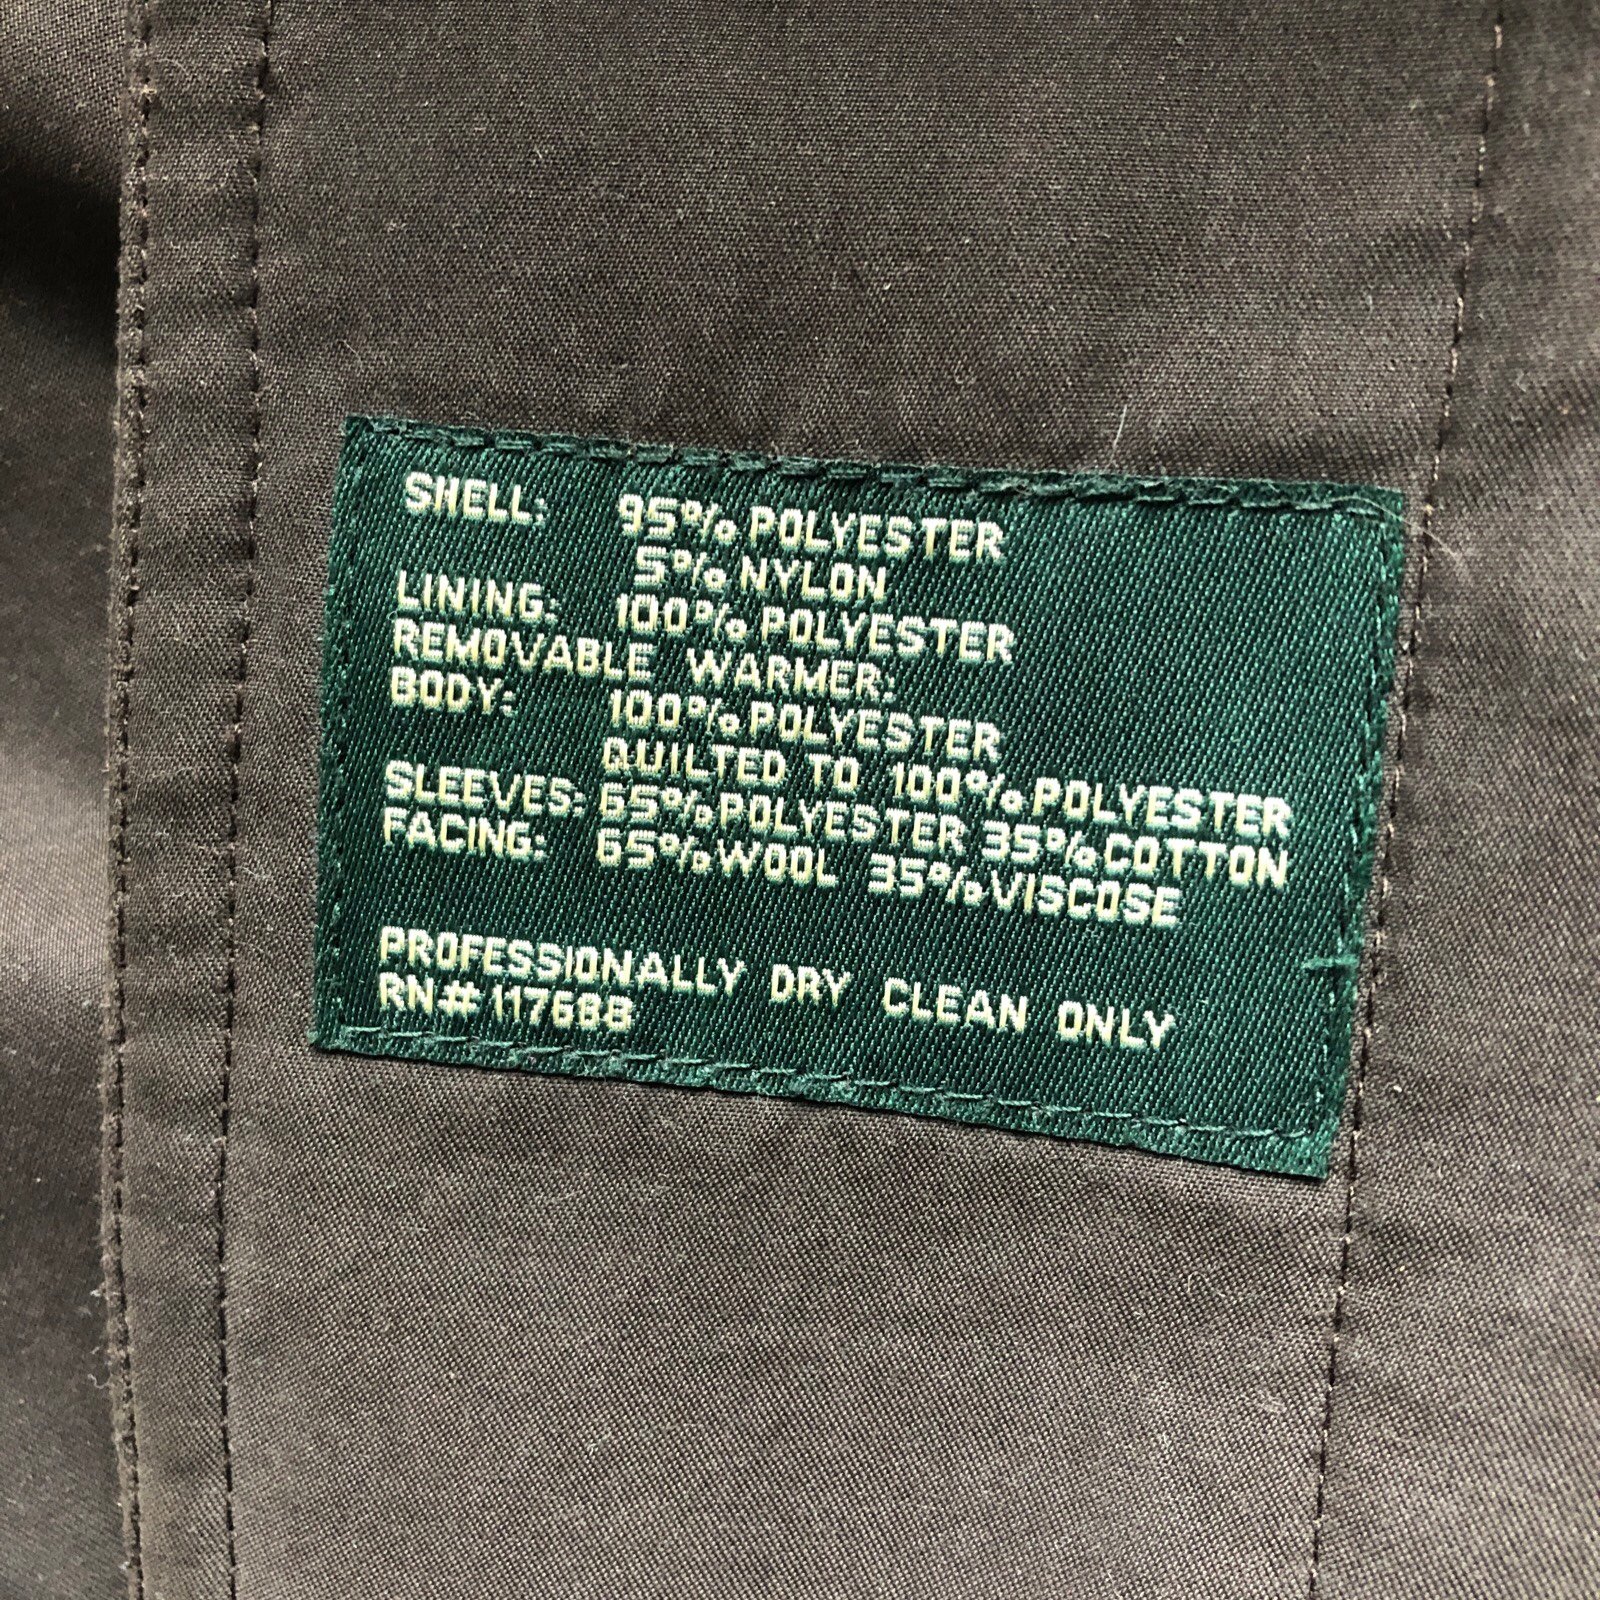 SHELL: 95% POLYESTER
5% NYLON
LINING: 100% POLYESTER
REMOVABLE WARMER:
BODY: 100% POLYESTER
QUILTED TO 100% POLYESTER
SLEEVES: 65% POLYESTER 35% COTTON
FACING: 65% WOOL 35% VISCOSE
PROFESSIONALLY DRY CLEAN ONLY
RN# 117688